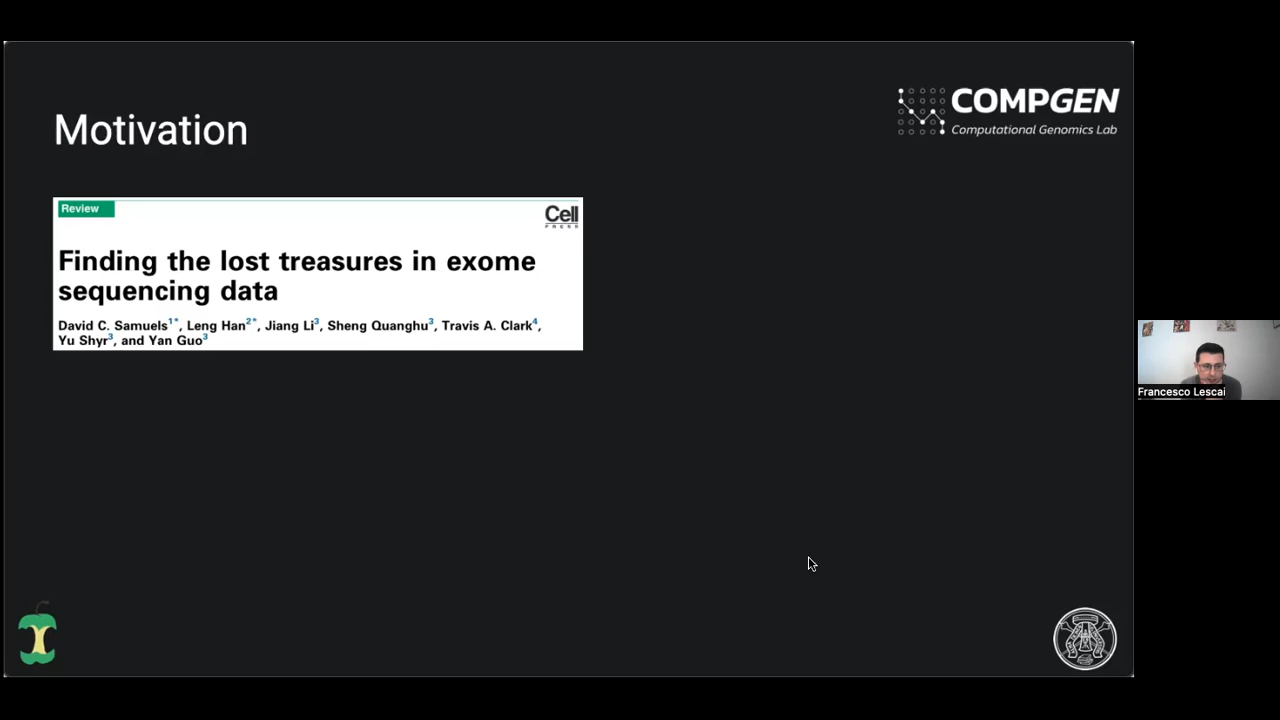 Motivation
COMPGEN
Computational Genomics Lab
Review
Cell
PRESS
Finding the lost treasures in exome
sequencing data
David C. Samuels1*, Leng Han2*, Jiang Li3, Sheng Quanghu3, Travis A. Clark4,
Yu Shyr3, and Yan Guo3
Francesco Lescai